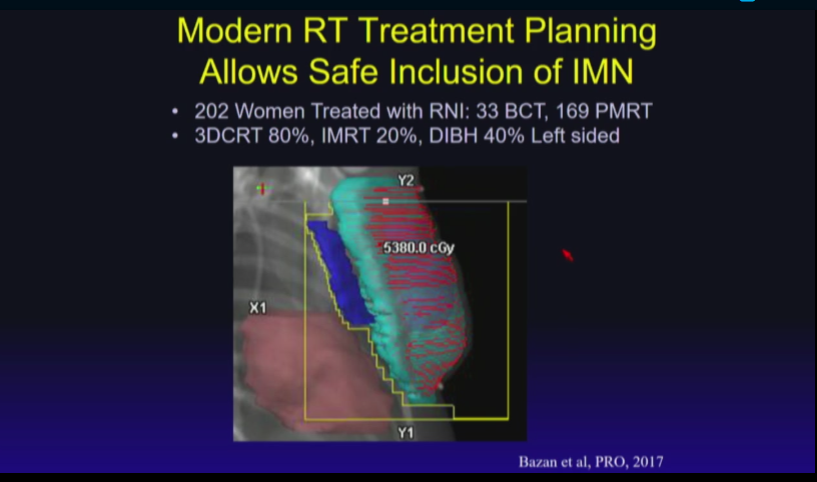 Modern RT Treatment Planning
Allows Safe Inclusion of IMN
• 202 Women Treated with RNI: 33 BCT, 169 PMRT
• 3DCRT 80%, IMRT 20%, DIBH 40% Left sided
Y2
5380.0 cGy
X1
Y1
Bazan et al, PRO, 2017